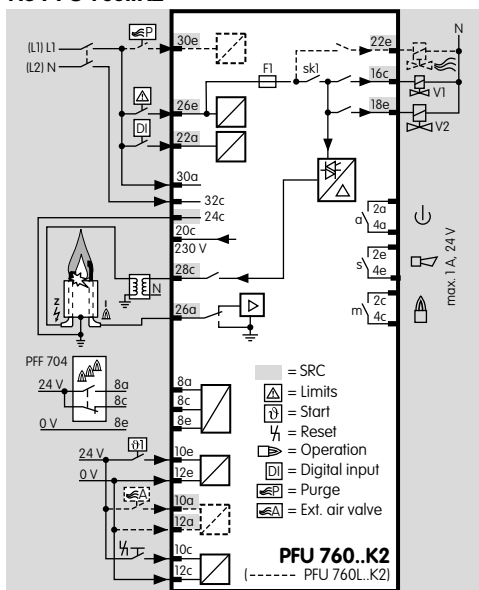 (L1) L1
(L2) N
P
30e
26e
DI
22a
30a
32c
24c
20c
230 V
28c
N
26a
Z
I
PFF 704
24 V
8a
8c
0 V
8e
8a
8c
8e
24 V
ϑ1
10e
0 V
12e
A
10a
12a
10c
12c
F1
sk1
22e
16c
18e
N
V1
V2
a
2a
4a
s
2e
4e
m
2c
4c
max. 1 A, 24 V
= SRC
= Limits
ϑ = Start
= Reset
= Operation
DI = Digital input
P = Purge
A = Ext. air valve
PFU 760..K2
(------ PFU 760L..K2)